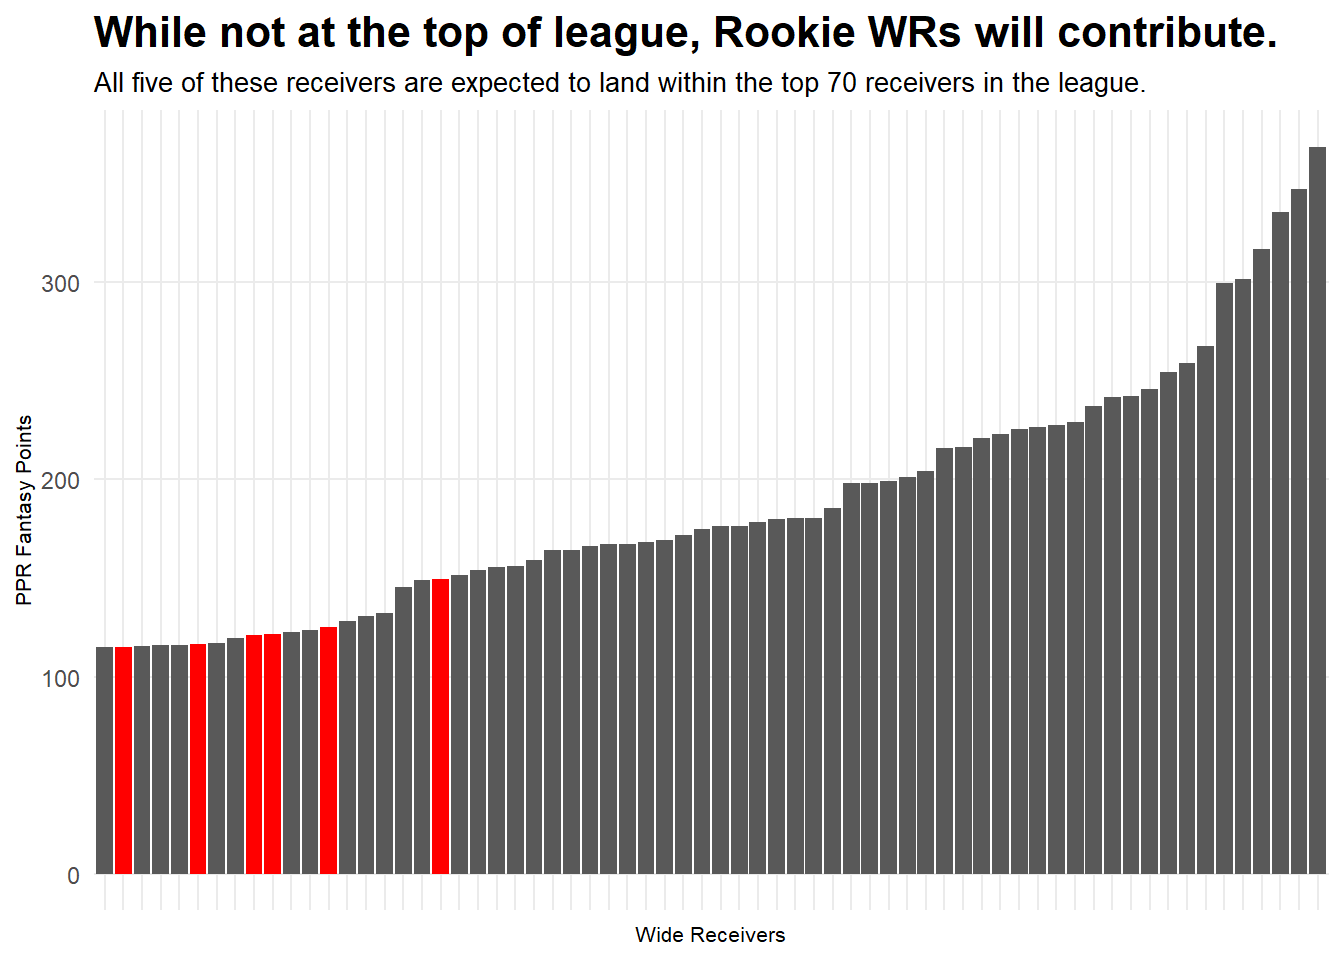 While not at the top of league, Rookie WRs will contribute.
All five of these receivers are expected to land within the top 70 receivers in the league.
PPR Fantasy Points
300
200
100
0
Wide Receivers